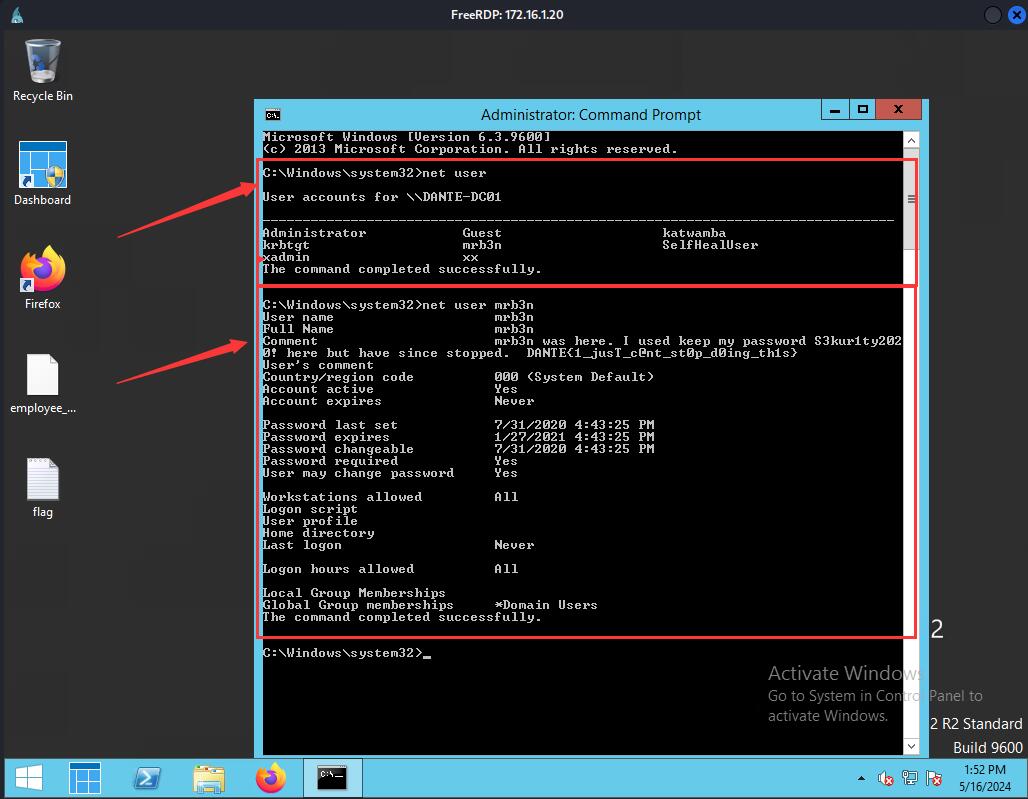 FreeRDP: 172.16.1.20
Recycle Bin
Dashboard
Firefox
employee_...
flag
Administrator: Command Prompt
Microsoft Windows [Version 6.3.9600]
(c) 2013 Microsoft Corporation. All rights reserved.
C:\Windows\system32>net user
User accounts for \\DANTE-DC01
-------------------------------------------------------------------------------
Administrator Guest katwamba
krbtgt mrb3n SelfHealUser
xadmin xx
The command completed successfully.
C:\Windows\system32>net user mrb3n
User name mrb3n
Full Name mrb3n
Comment mrb3n was here. I used keep my password S3kur1ty202
0! here but have since stopped. DANTE{1_jusT_c@nt_st0p_d0ing_th1s}
User's comment
Country/region code 000 (System Default)
Account active Yes
Account expires Never
Password last set 7/31/2020 4:43:25 PM
Password expires 1/27/2021 4:43:25 PM
Password changeable 7/31/2020 4:43:25 PM
Password required Yes
User may change password Yes
Workstations allowed All
Logon script
User profile
Home directory
Last logon Never
Logon hours allowed All
Local Group Memberships
Global Group memberships *Domain Users
The command completed successfully.
C:\Windows\system32>_
2
Activate Windows
Go to System in Control Panel to
activate Windows.
2 R2 Standard
Build 9600
1:52 PM
5/16/2024